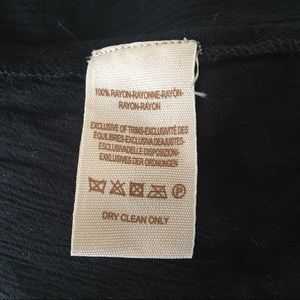 100% RAYON-RAYONNE-RAYÓN-
RAYON-RAYON
EXCLUSIVE OF TRIMS-EXCLUSIVITÉ DES
ÉQUILIBRES-EXCLUSIVA DEAJUSTES-
ESCLUSIVADELLE DISPOSIZIONI-
EXKLUSIVES DER ORDNUNGEN
P
DRY CLEAN ONLY